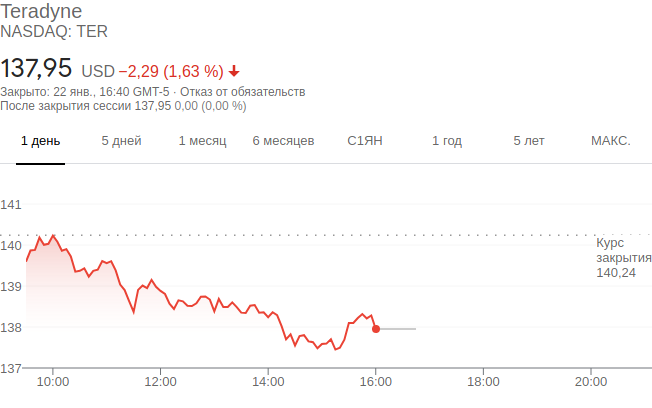 Teradyne
NASDAQ: TER
137,95 USD −2,29 (1,63 %)
Закрыто: 22 янв., 16:40 GMT-5 · Отказ от обязательств
После закрытия сессии 137,95 0,00 (0,00 %)
1 день 5 дней 1 месяц 6 месяцев С1ЯН 1 год 5 лет МАКС.
141
140
139
138
137
Курс
закрытия
140,24
10:00 12:00 14:00 16:00 18:00 20:00